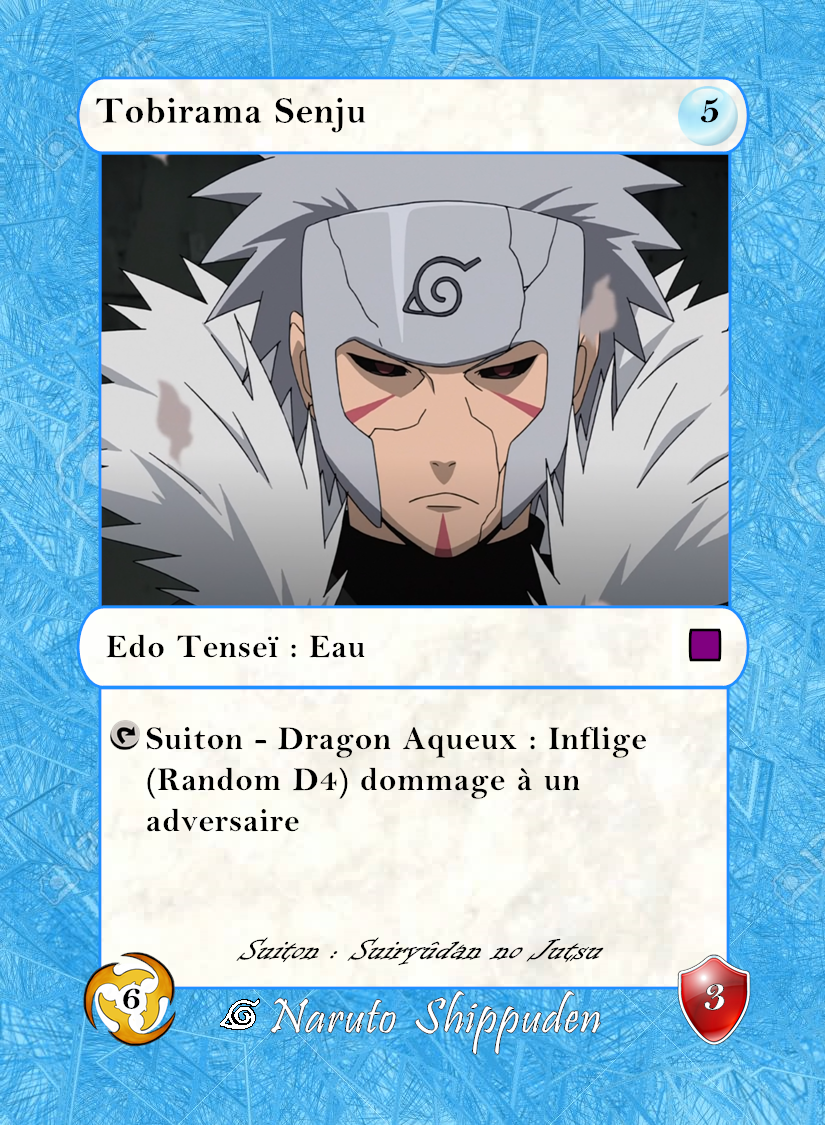 Tobirama Senju
5
Edo Tenseï : Eau
Suiton - Dragon Aqueux : Inflige
(Random D4) dommage à un
adversaire
Suiton : Suiryûdan no Jutsu
6
Naruto Shippuden
3